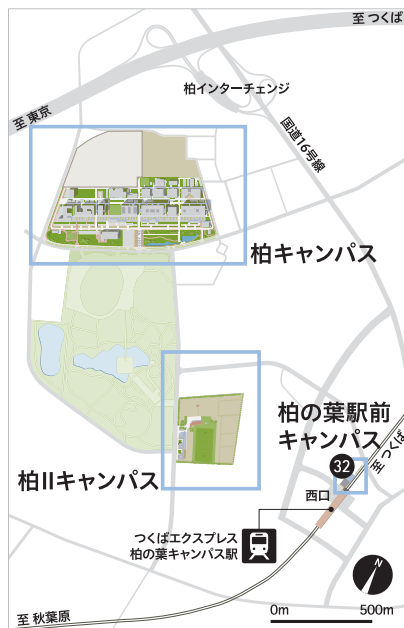 至 つくば
柏インターチェンジ
至 東京
国道16号線
柏キャンパス
柏の葉駅前
キャンパス
32
至 つくば
柏IIキャンパス
西口
つくばエクスプレス
柏の葉キャンパス駅
N
至 秋葉原
0m
500m